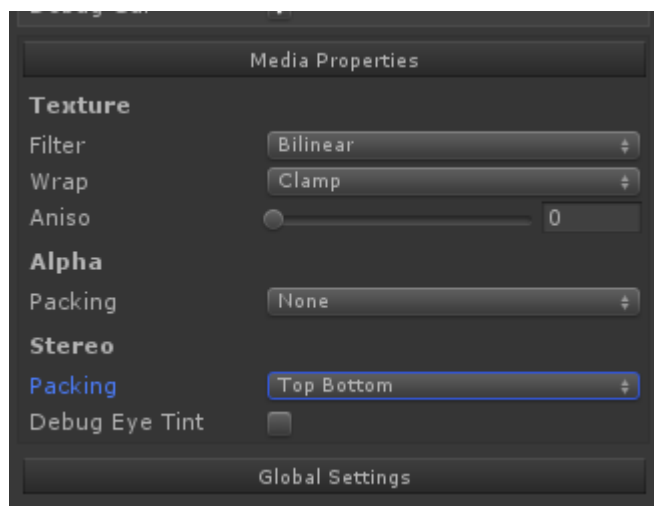 Media Properties
Texture
Filter Bilinear
Wrap Clamp
Aniso 0
Alpha
Packing None
Stereo
Packing Top Bottom
Debug Eye Tint
Global Settings